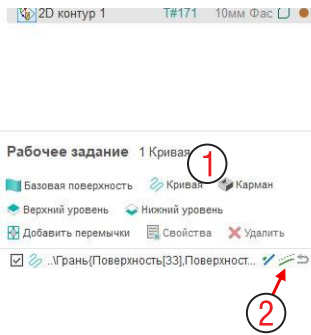 2D контур 1 T#171 10мм Фас
Рабочее задание 1 Кривая
1
Базовая поверхность Кривая Карман
Верхний уровень Нижний уровень
Добавить перемычки Свойства Удалить
..\Грань{Поверхность[33],Поверхност...
2